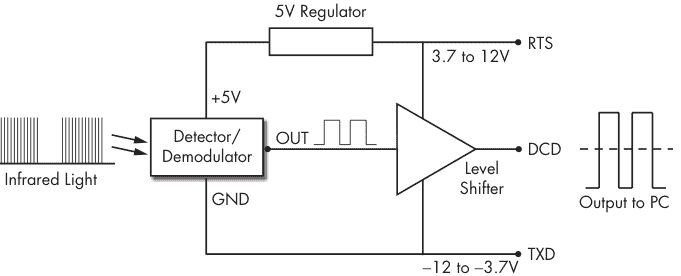 5V Regulator
RTS
3.7 to 12V
+5V
Detector/
Demodulator
OUT
DCD
Level
Shifter
Infrared Light
GND
Output to PC
TXD
−12 to −3.7V